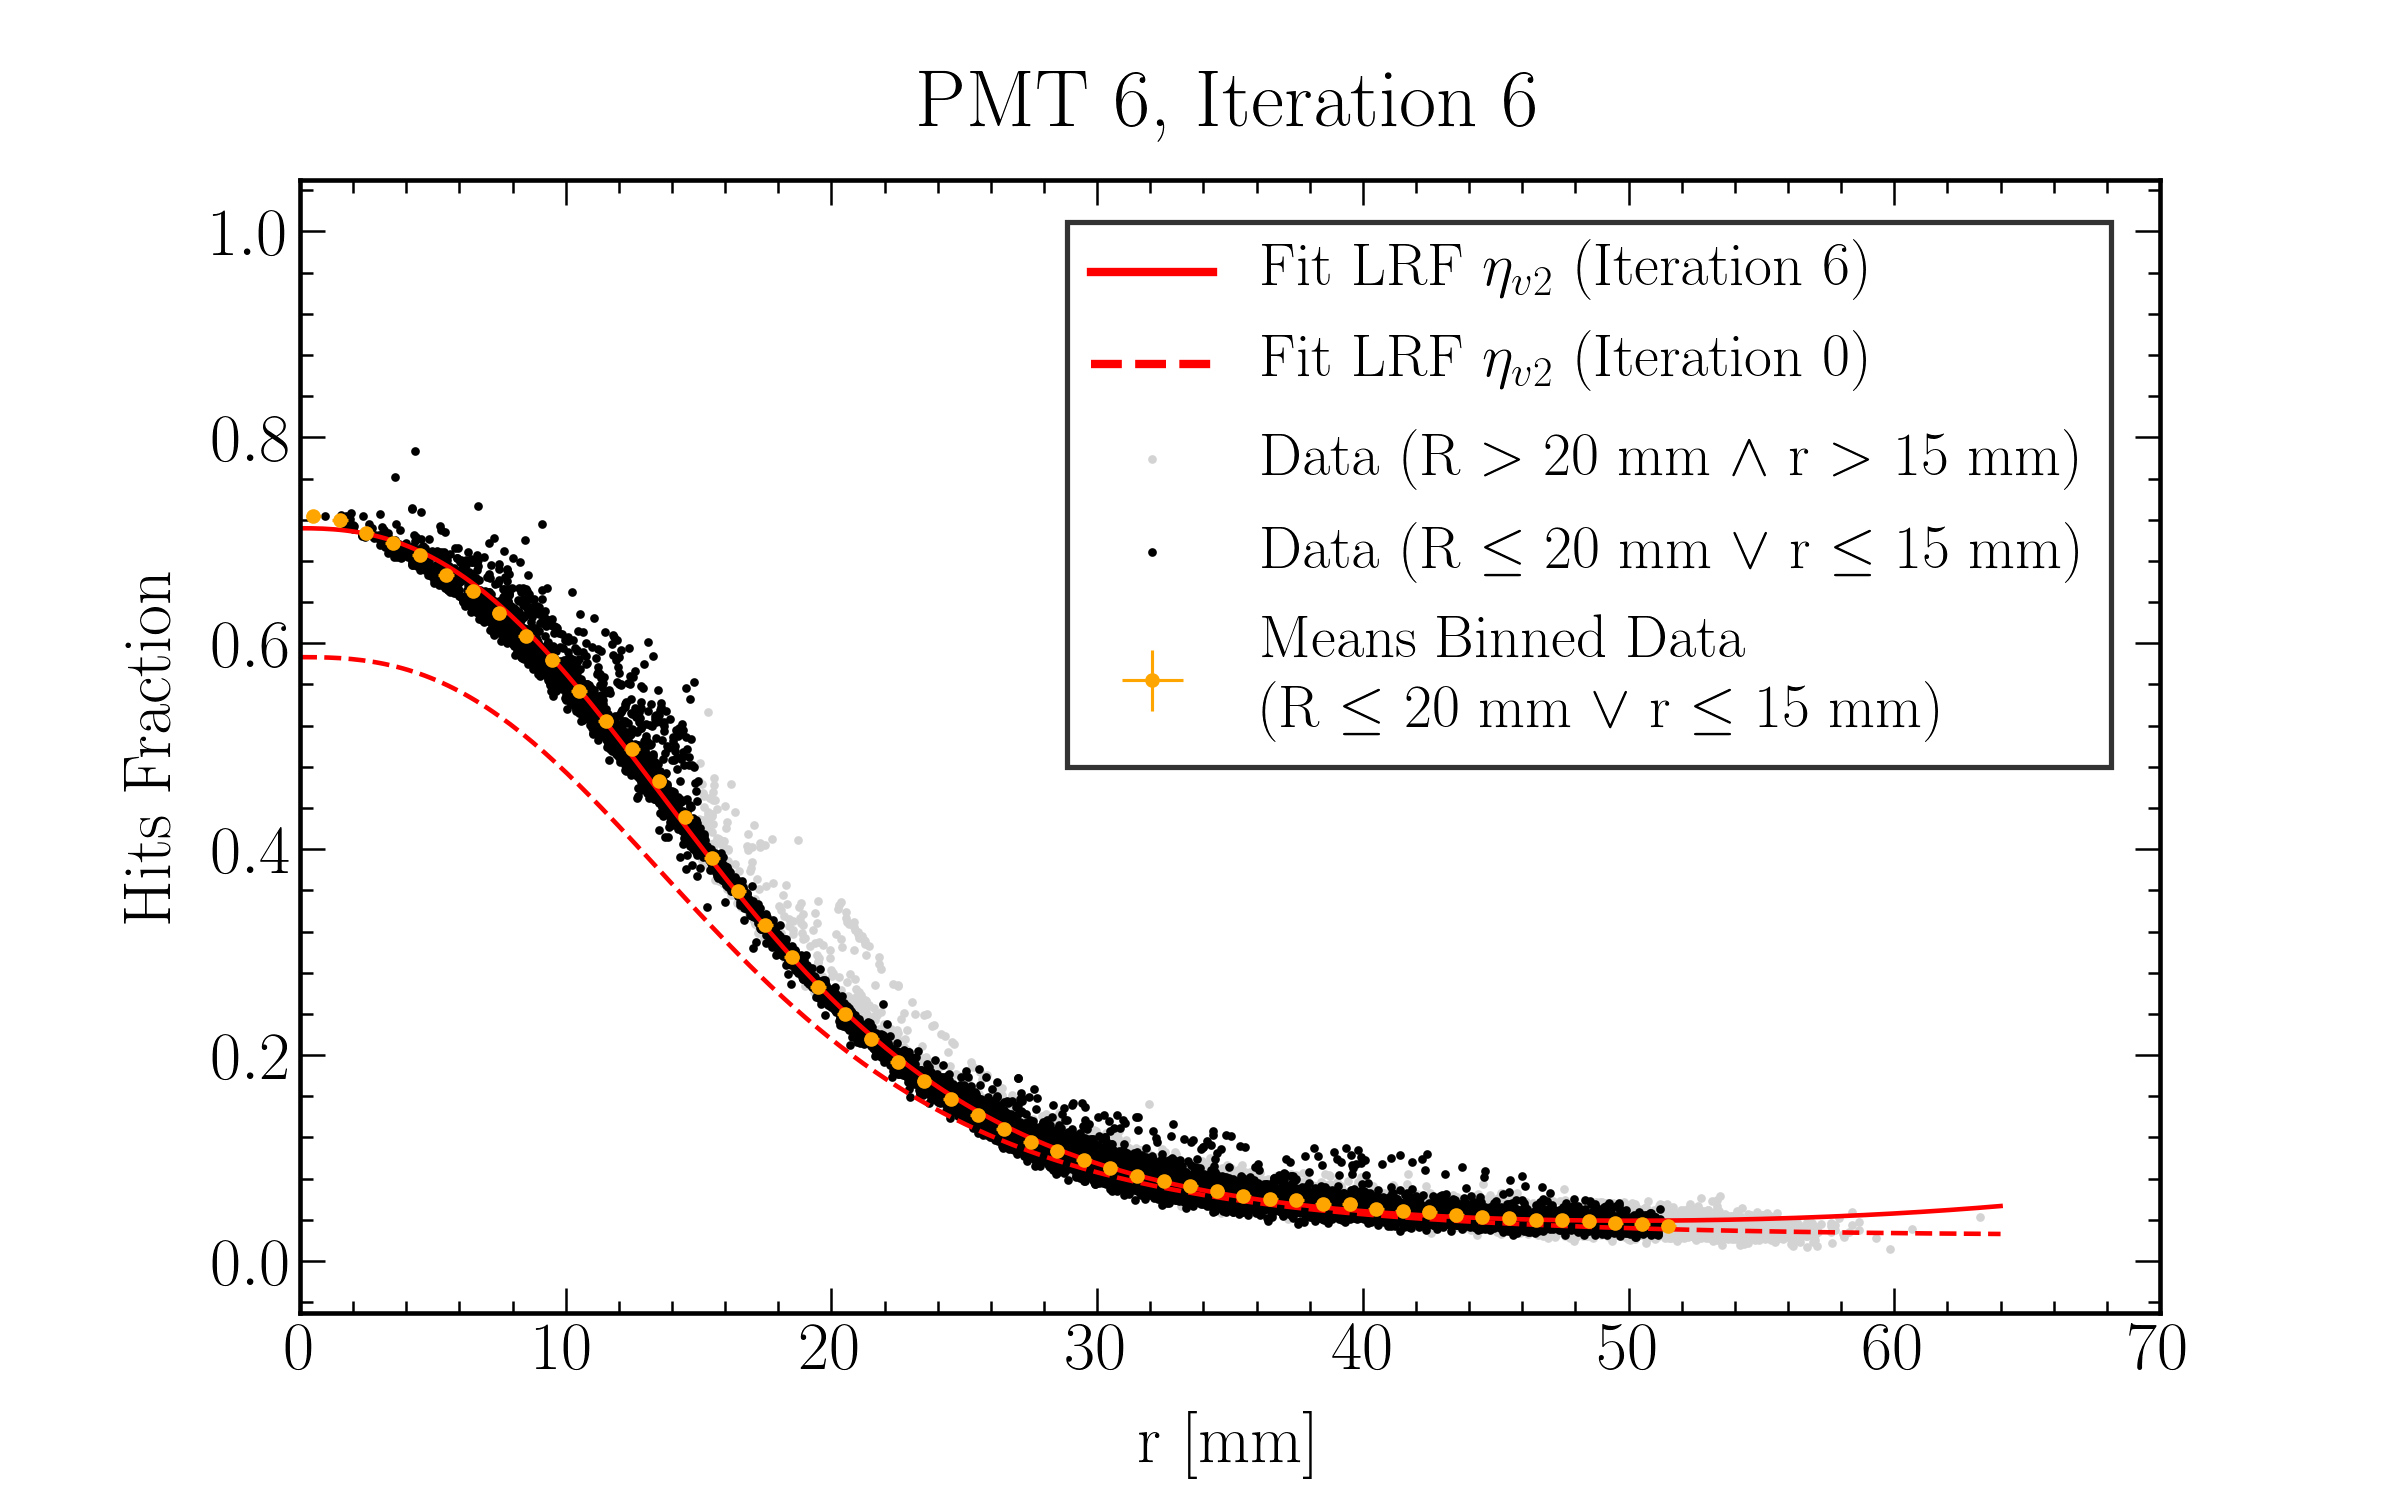 PMT 6, Iteration 6
1.0
0.8
0.6
0.4
0.2
0.0
Hits Fraction
Fit LRF ηv2 (Iteration 6)
Fit LRF ηv2 (Iteration 0)
Data (R > 20 mm ∧ r > 15 mm)
Data (R ≤ 20 mm ∨ r ≤ 15 mm)
Means Binned Data
(R ≤ 20 mm ∨ r ≤ 15 mm)
0 10 20 30 40 50 60 70
r [mm]